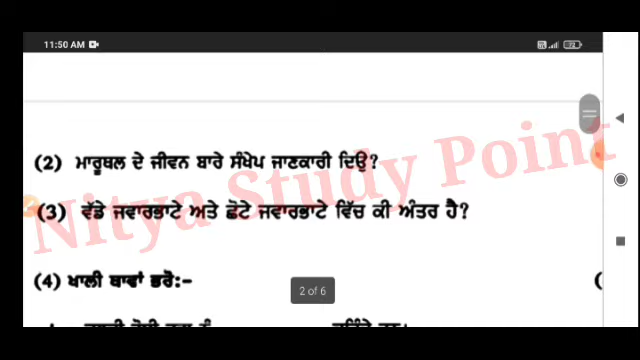 11:50 AM
72
(2) ਮਾਰੂਥਲ ਦੇ ਜੀਵਨ ਬਾਰੇ ਸੰਖੇਪ ਜਾਣਕਾਰੀ ਦਿਉ?
(3) ਵੱਡੇ ਜਵਾਰਭਾਟੇ ਅਤੇ ਛੋਟੇ ਜਵਾਰਭਾਟੇ ਵਿੱਚ ਕੀ ਅੰਤਰ ਹੈ?
Nitya Study Point
(4) ਖਾਲੀ ਥਾਵਾਂ ਭਰੋ:-
2 of 6